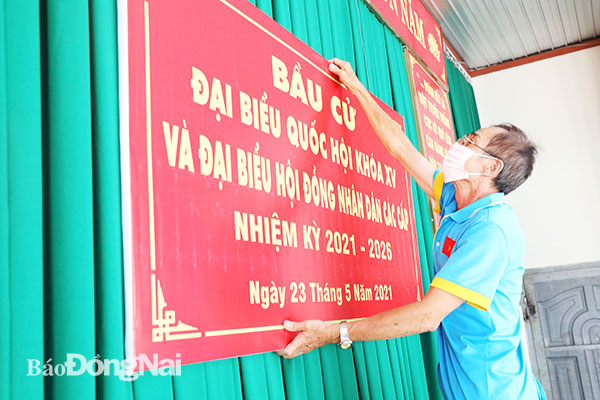 BẦU CỬ
ĐẠI BIỂU QUỐC HỘI KHÓA XV
VÀ ĐẠI BIỂU HỘI ĐỒNG NHÂN DÂN CÁC CẤP
NHIỆM KỲ 2021 - 2026
Ngày 23 Tháng 5 Năm 2021
NĂM
Báo Đồng Nai